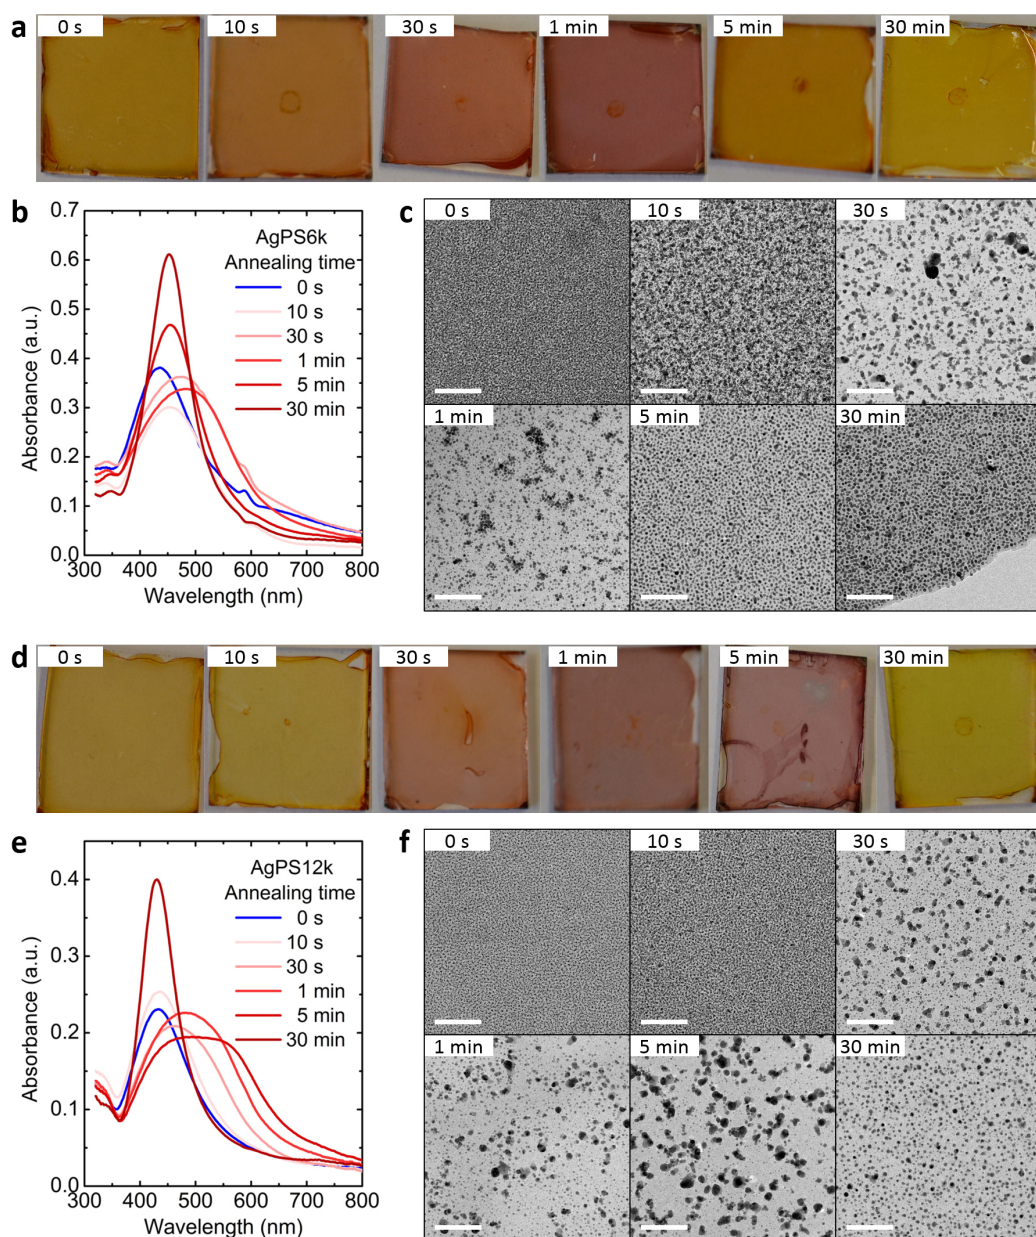 a
0 s
10 s
30 s
1 min
5 min
30 min
b
0.7
0.6
0.5
0.4
0.3
0.2
0.1
0.0
300 400 500 600 700 800
Wavelength (nm)
Absorbance (a.u.)
AgPS6k
Annealing time
0 s
10 s
30 s
1 min
5 min
30 min
c
0 s
10 s
30 s
1 min
5 min
30 min
d
0 s
10 s
30 s
1 min
5 min
30 min
e
0.4
0.3
0.2
0.1
0.0
300 400 500 600 700 800
Wavelength (nm)
Absorbance (a.u.)
AgPS12k
Annealing time
0 s
10 s
30 s
1 min
5 min
30 min
f
0 s
10 s
30 s
1 min
5 min
30 min